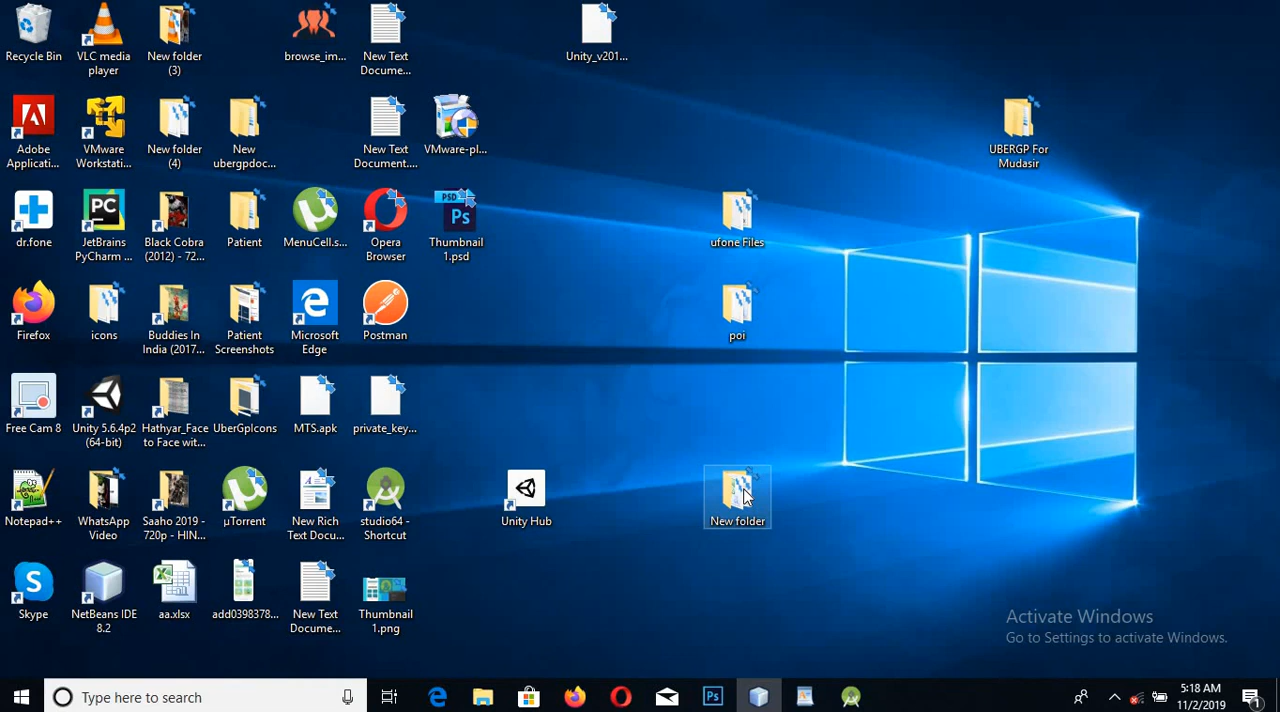 Recycle Bin
VLC media
player
New folder
(3)
browse_im...
New Text
Docume...
Unity_v201...
Adobe
Applicati...
VMware
Workstati...
New folder
(4)
New
ubergpdoc...
New Text
Document....
VMware-pl...
UBERGP For
Mudasir
dr.fone
PC
JetBrains
PyCharm ...
Black Cobra
(2012) - 72...
Patient
MenuCell.s...
Opera
Browser
PSD
Ps
Thumbnail
1.psd
ufone Files
Firefox
icons
Buddies In
India (2017...
Patient
Screenshots
Microsoft
Edge
Postman
poi
Free Cam 8
Unity 5.6.4p2
(64-bit)
Hathyar_Face
to Face wit...
UberGpIcons
MTS.apk
private_key...
Notepad++
WhatsApp
Video
Saaho 2019 -
720p - HIN...
µTorrent
New Rich
Text Docu...
studio64 -
Shortcut
Unity Hub
New folder
Skype
NetBeans IDE
8.2
aa.xlsx
add0398378...
New Text
Docume...
Thumbnail
1.png
Activate Windows
Go to Settings to activate Windows.
Type here to search
Ps
5:18 AM
11/2/2019
1